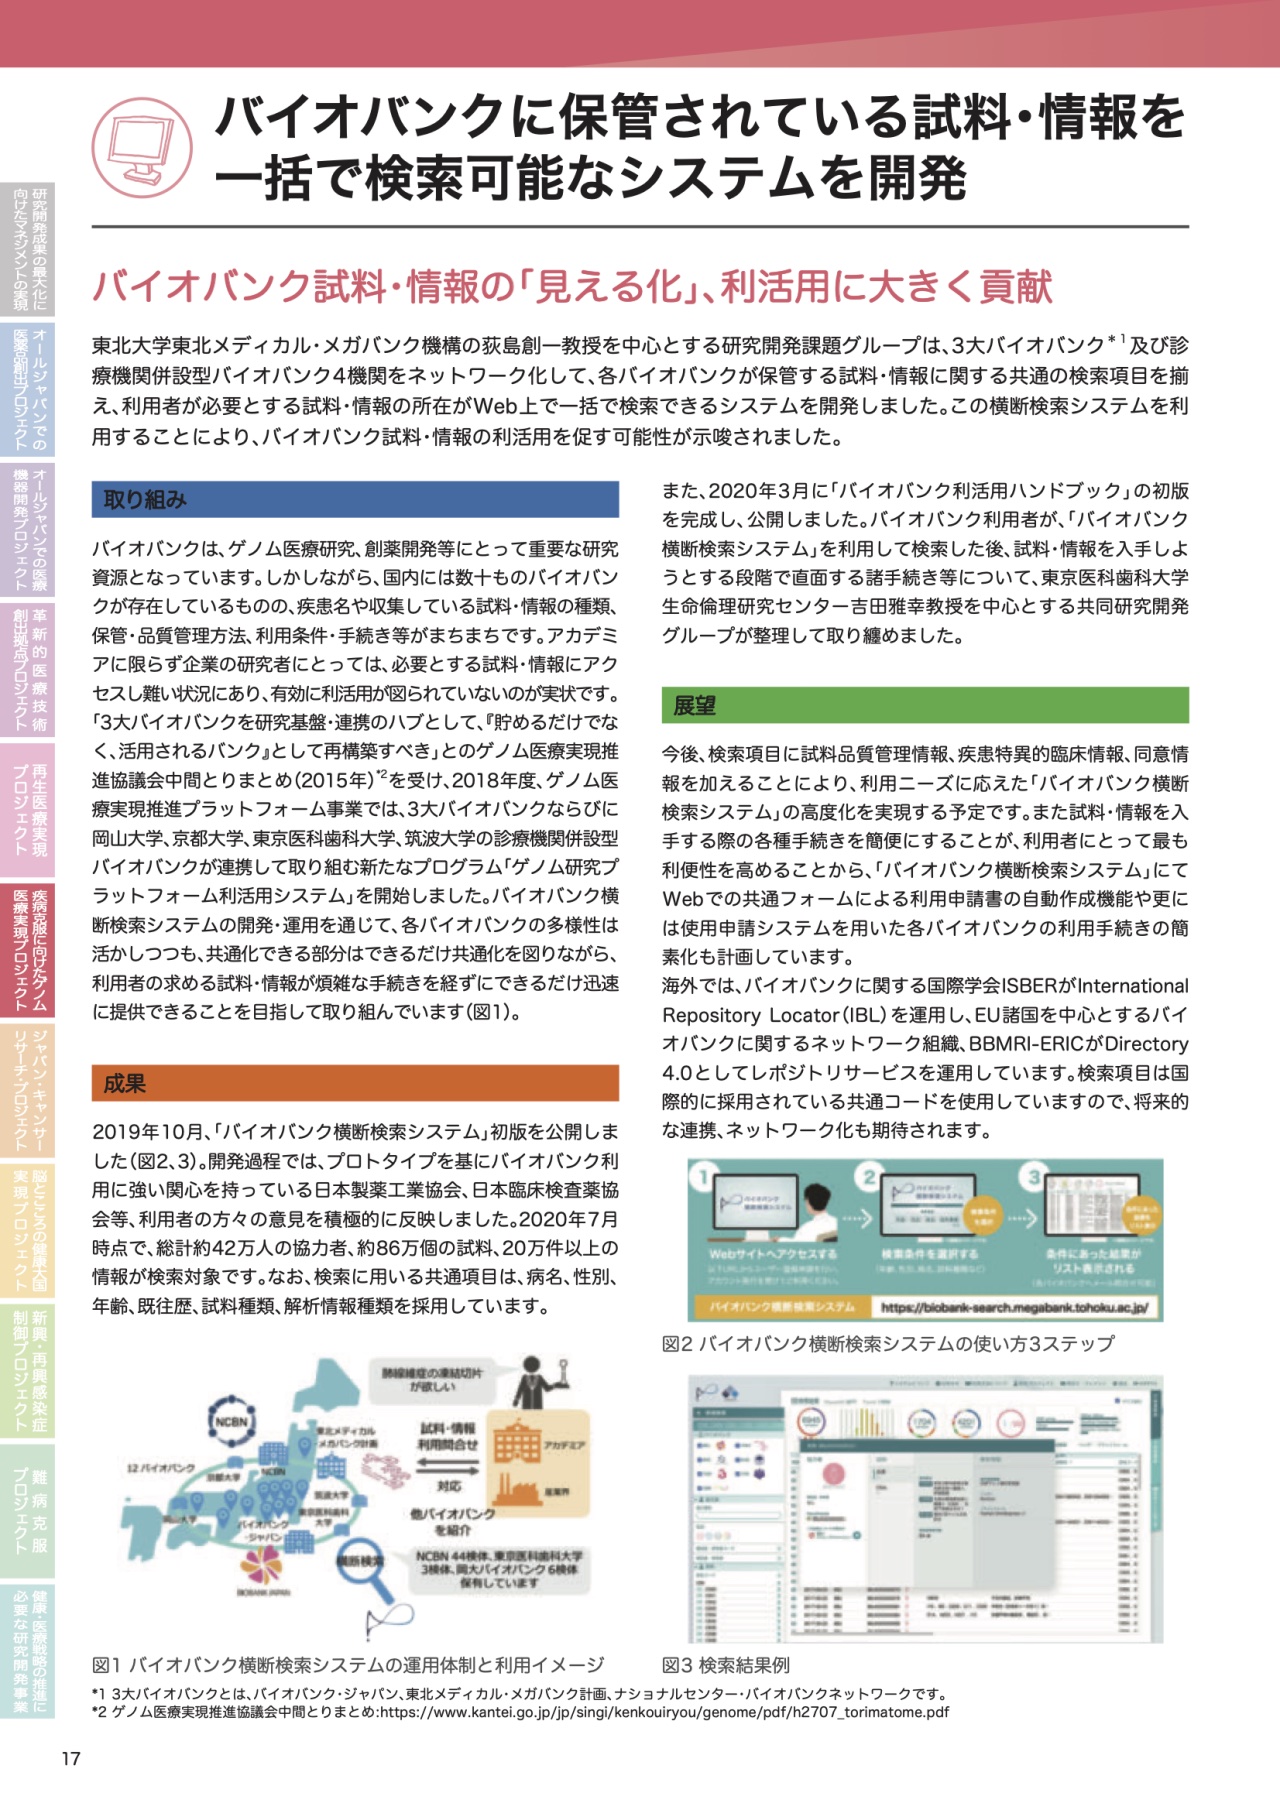 バイオバンクに保管されている試料・情報を
一括で検索可能なシステムを開発
バイオバンク試料・情報の「見える化」、利活用に大きく貢献
東北大学東北メディカル・メガバンク機構の荻島創一教授を中心とする研究開発課題グループは、3大バイオバンク*1及び診
療機関併設型バイオバンク4機関をネットワーク化して、各バイオバンクが保管する試料・情報に関する共通の検索項目を揃
え、利用者が必要とする試料・情報の所在がWeb上で一括で検索できるシステムを開発しました。この横断検索システムを利
用することにより、バイオバンク試料・情報の利活用を促す可能性が示唆されました。
取り組み
バイオバンクは、ゲノム医療研究、創薬開発等にとって重要な研究
資源となっています。しかしながら、国内には数十ものバイオバン
クが存在しているものの、疾患名や収集している試料・情報の種類、
保管・品質管理方法、利用条件・手続き等がまちまちです。アカデミ
アに限らず企業の研究者にとっては、必要とする試料・情報にアク
セスし難い状況にあり、有効に利活用が図られていないのが実状です。
「3大バイオバンクを研究基盤・連携のハブとして、『貯めるだけでな
く、活用されるバンク』として再構築すべき」とのゲノム医療実現推
進協議会中間とりまとめ(2015年)*2を受け、2018年度、ゲノム医
療実現推進プラットフォーム事業では、3大バイオバンクならびに
岡山大学、京都大学、東京医科歯科大学、筑波大学の診療機関併設型
バイオバンクが連携して取り組む新たなプログラム「ゲノム研究プ
ラットフォーム利活用システム」を開始しました。バイオバンク横
断検索システムの開発・運用を通じて、各バイオバンクの多様性は
活かしつつも、共通化できる部分はできるだけ共通化を図りながら、
利用者の求める試料・情報が煩雑な手続きを経ずにできるだけ迅速
に提供できることを目指して取り組んでいます(図1)。
成果
2019年10月、「バイオバンク横断検索システム」初版を公開しま
した(図2、3)。開発過程では、プロトタイプを基にバイオバンク利
用に強い関心を持っている日本製薬工業協会、日本臨床検査薬協
会等、利用者の方々の意見を積極的に反映しました。2020年7月
時点で、総計約42万人の協力者、約86万個の試料、20万件以上の
情報が検索対象です。なお、検索に用いる共通項目は、病名、性別、
年齢、既往歴、試料種類、解析情報種類を採用しています。
肺線維症の凍結切片
が欲しい
NCBN
東北メディカル
・メガバンク計画
試料・情報
利用問合せ
アカデミア
12 バイオバンク
京都大学
NCBN
対応
筑波大学
産業界
岡山大学
東京医科歯科
大学
バイオバンク
・ジャパン
他バイオバンク
を紹介
横断検索
NCBN 44検体、東京医科歯科大学
3検体、岡大バイオバンク 6検体
保有しています
BIOBANK JAPAN
図1 バイオバンク横断検索システムの運用体制と利用イメージ
また、2020年3月に「バイオバンク利活用ハンドブック」の初版
を完成し、公開しました。バイオバンク利用者が、「バイオバンク
横断検索システム」を利用して検索した後、試料・情報を入手しよ
うとする段階で直面する諸手続き等について、東京医科歯科大学
生命倫理研究センター吉田雅幸教授を中心とする共同研究開発
グループが整理して取り纏めました。
展望
今後、検索項目に試料品質管理情報、疾患特異的臨床情報、同意情
報を加えることにより、利用ニーズに応えた「バイオバンク横断
検索システム」の高度化を実現する予定です。また試料・情報を入
手する際の各種手続きを簡便にすることが、利用者にとって最も
利便性を高めることから、「バイオバンク横断検索システム」にて
Webでの共通フォームによる利用申請書の自動作成機能や更に
は使用申請システムを用いた各バイオバンクの利用手続きの簡
素化も計画しています。
海外では、バイオバンクに関する国際学会ISBERがInternational
Repository Locator(IBL)を運用し、EU諸国を中心とするバイ
オバンクに関するネットワーク組織、BBMRI-ERICがDirectory
4.0としてレポジトリサービスを運用しています。検索項目は国
際的に採用されている共通コードを使用していますので、将来的
な連携、ネットワーク化も期待されます。
1
2
3
Webサイトへアクセスする
検索条件を選択する
条件にあった結果が
リスト表示される
バイオバンク横断検索システム
https://biobank-search.megabank.tohoku.ac.jp/
図2 バイオバンク横断検索システムの使い方3ステップ
図3 検索結果例
*1 3大バイオバンクとは、バイオバンク・ジャパン、東北メディカル・メガバンク計画、ナショナルセンター・バイオバンクネットワークです。
*2 ゲノム医療実現推進協議会中間とりまとめ:https://www.kantei.go.jp/jp/singi/kenkouiryou/genome/pdf/h2707_torimatome.pdf
17
研究開発成果の最大化に
向けたマネジメントの実現
オールジャパンでの
医薬品創出プロジェクト
オールジャパンでの医療
機器開発プロジェクト
革新的医療技術
創出拠点プロジェクト
再生医療実現
プロジェクト
疾病克服に向けたゲノム
医療実現プロジェクト
ジャパン・キャンサー
リサーチ・プロジェクト
脳とこころの健康大国
実現プロジェクト
新興・再興感染症
制御プロジェクト
難病克服
プロジェクト
健康・医療戦略の推進に
必要な研究開発事業